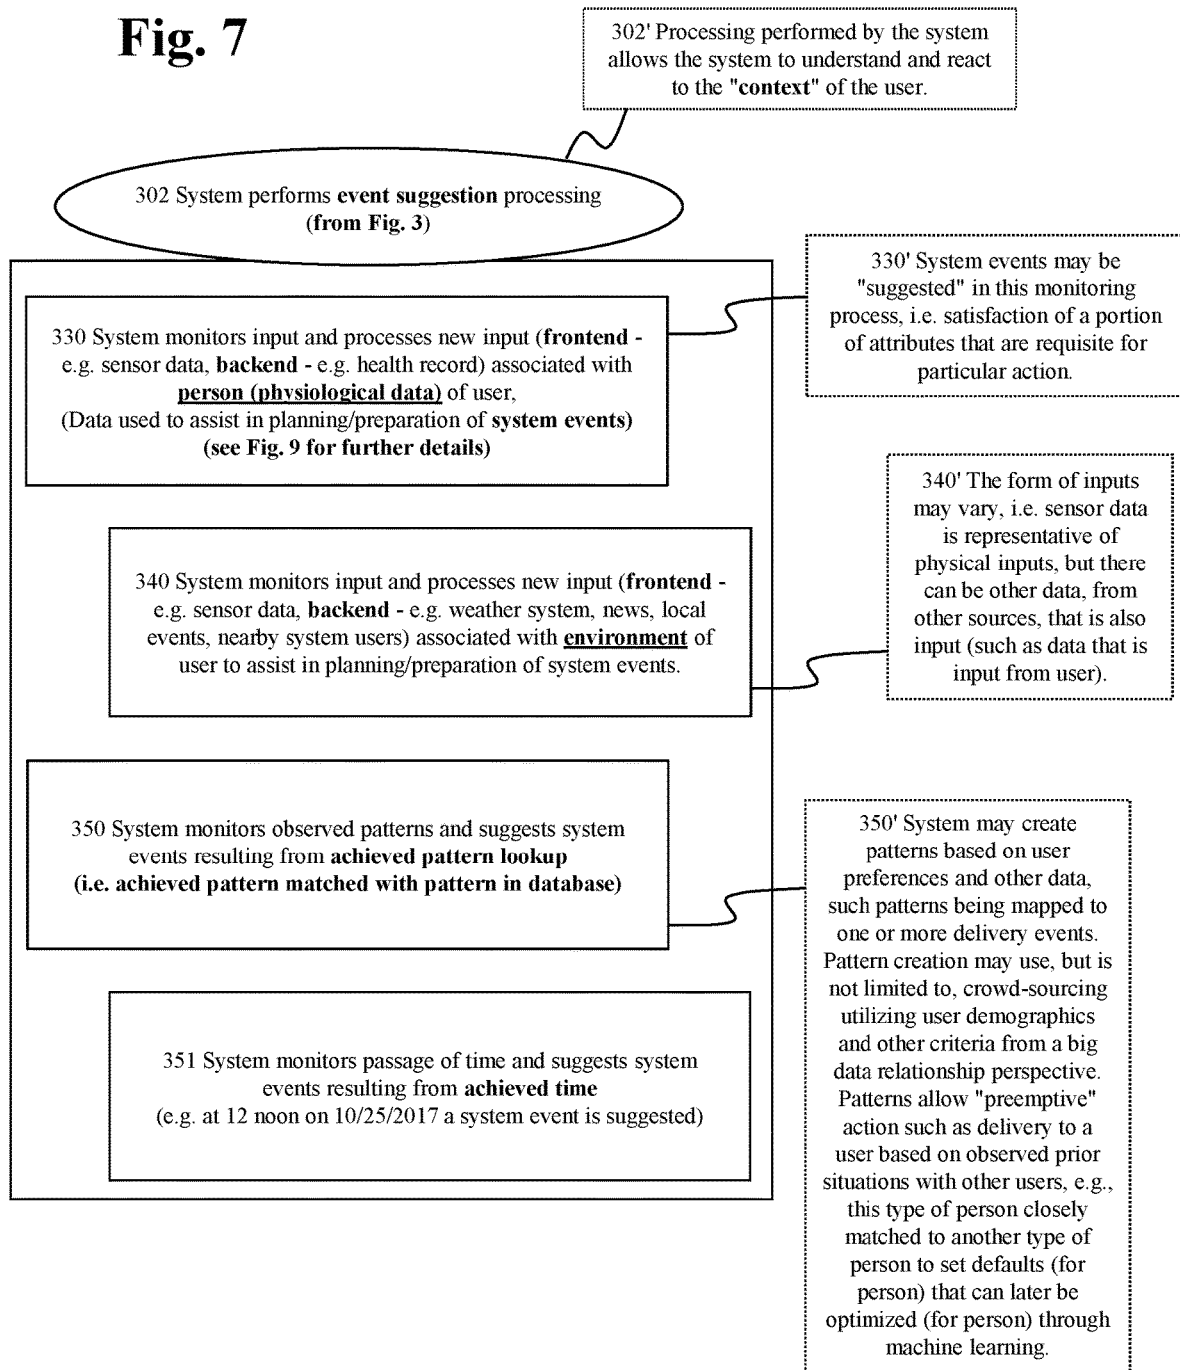 Fig. 7
302' Processing performed by the system
allows the system to understand and react
to the "context" of the user.
302 System performs event suggestion processing
(from Fig. 3)
330 System monitors input and processes new input (frontend -
e.g. sensor data, backend - e.g. health record) associated with
person (physiological data) of user,
(Data used to assist in planning/preparation of system events)
(see Fig. 9 for further details)
330' System events may be
"suggested" in this monitoring
process, i.e. satisfaction of a portion
of attributes that are requisite for
particular action.
340 System monitors input and processes new input (frontend -
e.g. sensor data, backend - e.g. weather system, news, local
events, nearby system users) associated with environment of
user to assist in planning/preparation of system events.
340' The form of inputs
may vary, i.e. sensor data
is representative of
physical inputs, but there
can be other data, from
other sources, that is also
input (such as data that is
input from user).
350 System monitors observed patterns and suggests system
events resulting from achieved pattern lookup
(i.e. achieved pattern matched with pattern in database)
350' System may create
patterns based on user
preferences and other data,
such patterns being mapped to
one or more delivery events.
Pattern creation may use, but is
not limited to, crowd-sourcing
utilizing user demographics
and other criteria from a big
data relationship perspective.
Patterns allow "preemptive"
action such as delivery to a
user based on observed prior
situations with other users, e.g.,
this type of person closely
matched to another type of
person to set defaults (for
person) that can later be
optimized (for person) through
machine learning.
351 System monitors passage of time and suggests system
events resulting from achieved time
(e.g. at 12 noon on 10/25/2017 a system event is suggested)